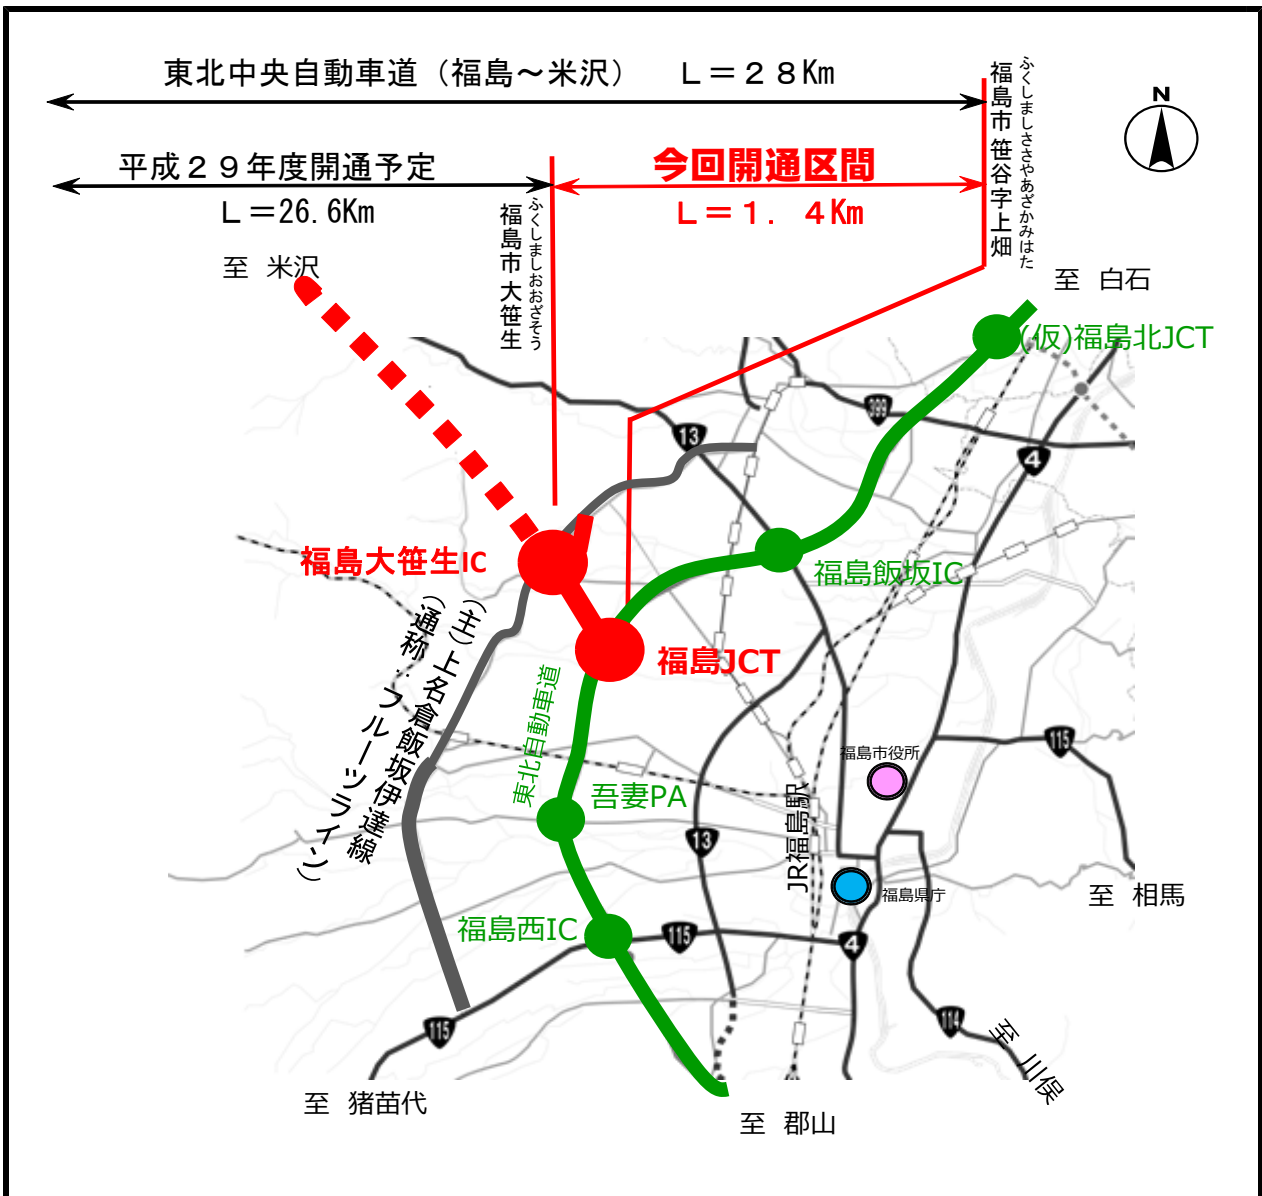 東北中央自動車道（福島～米沢） Ｌ＝２８Km
平成２９年度開通予定
Ｌ＝26.6Km
今回開通区間
Ｌ＝１．４Km
福島市 笹谷字上畑
ふくしましささやあざかみはた
福島市 大笹生
ふくしましおおざそう
N
至 米沢
至 白石
(仮)福島北JCT
399
13
4
福島大笹生IC
福島飯坂IC
(主)上名倉飯坂伊達線
(通称：フルーツライン)
福島JCT
東北自動車道
115
福島市役所
吾妻PA
JR福島駅
13
福島県庁
至 相馬
福島西IC
115
4
115
114
至 川俣
至 猪苗代
至 郡山